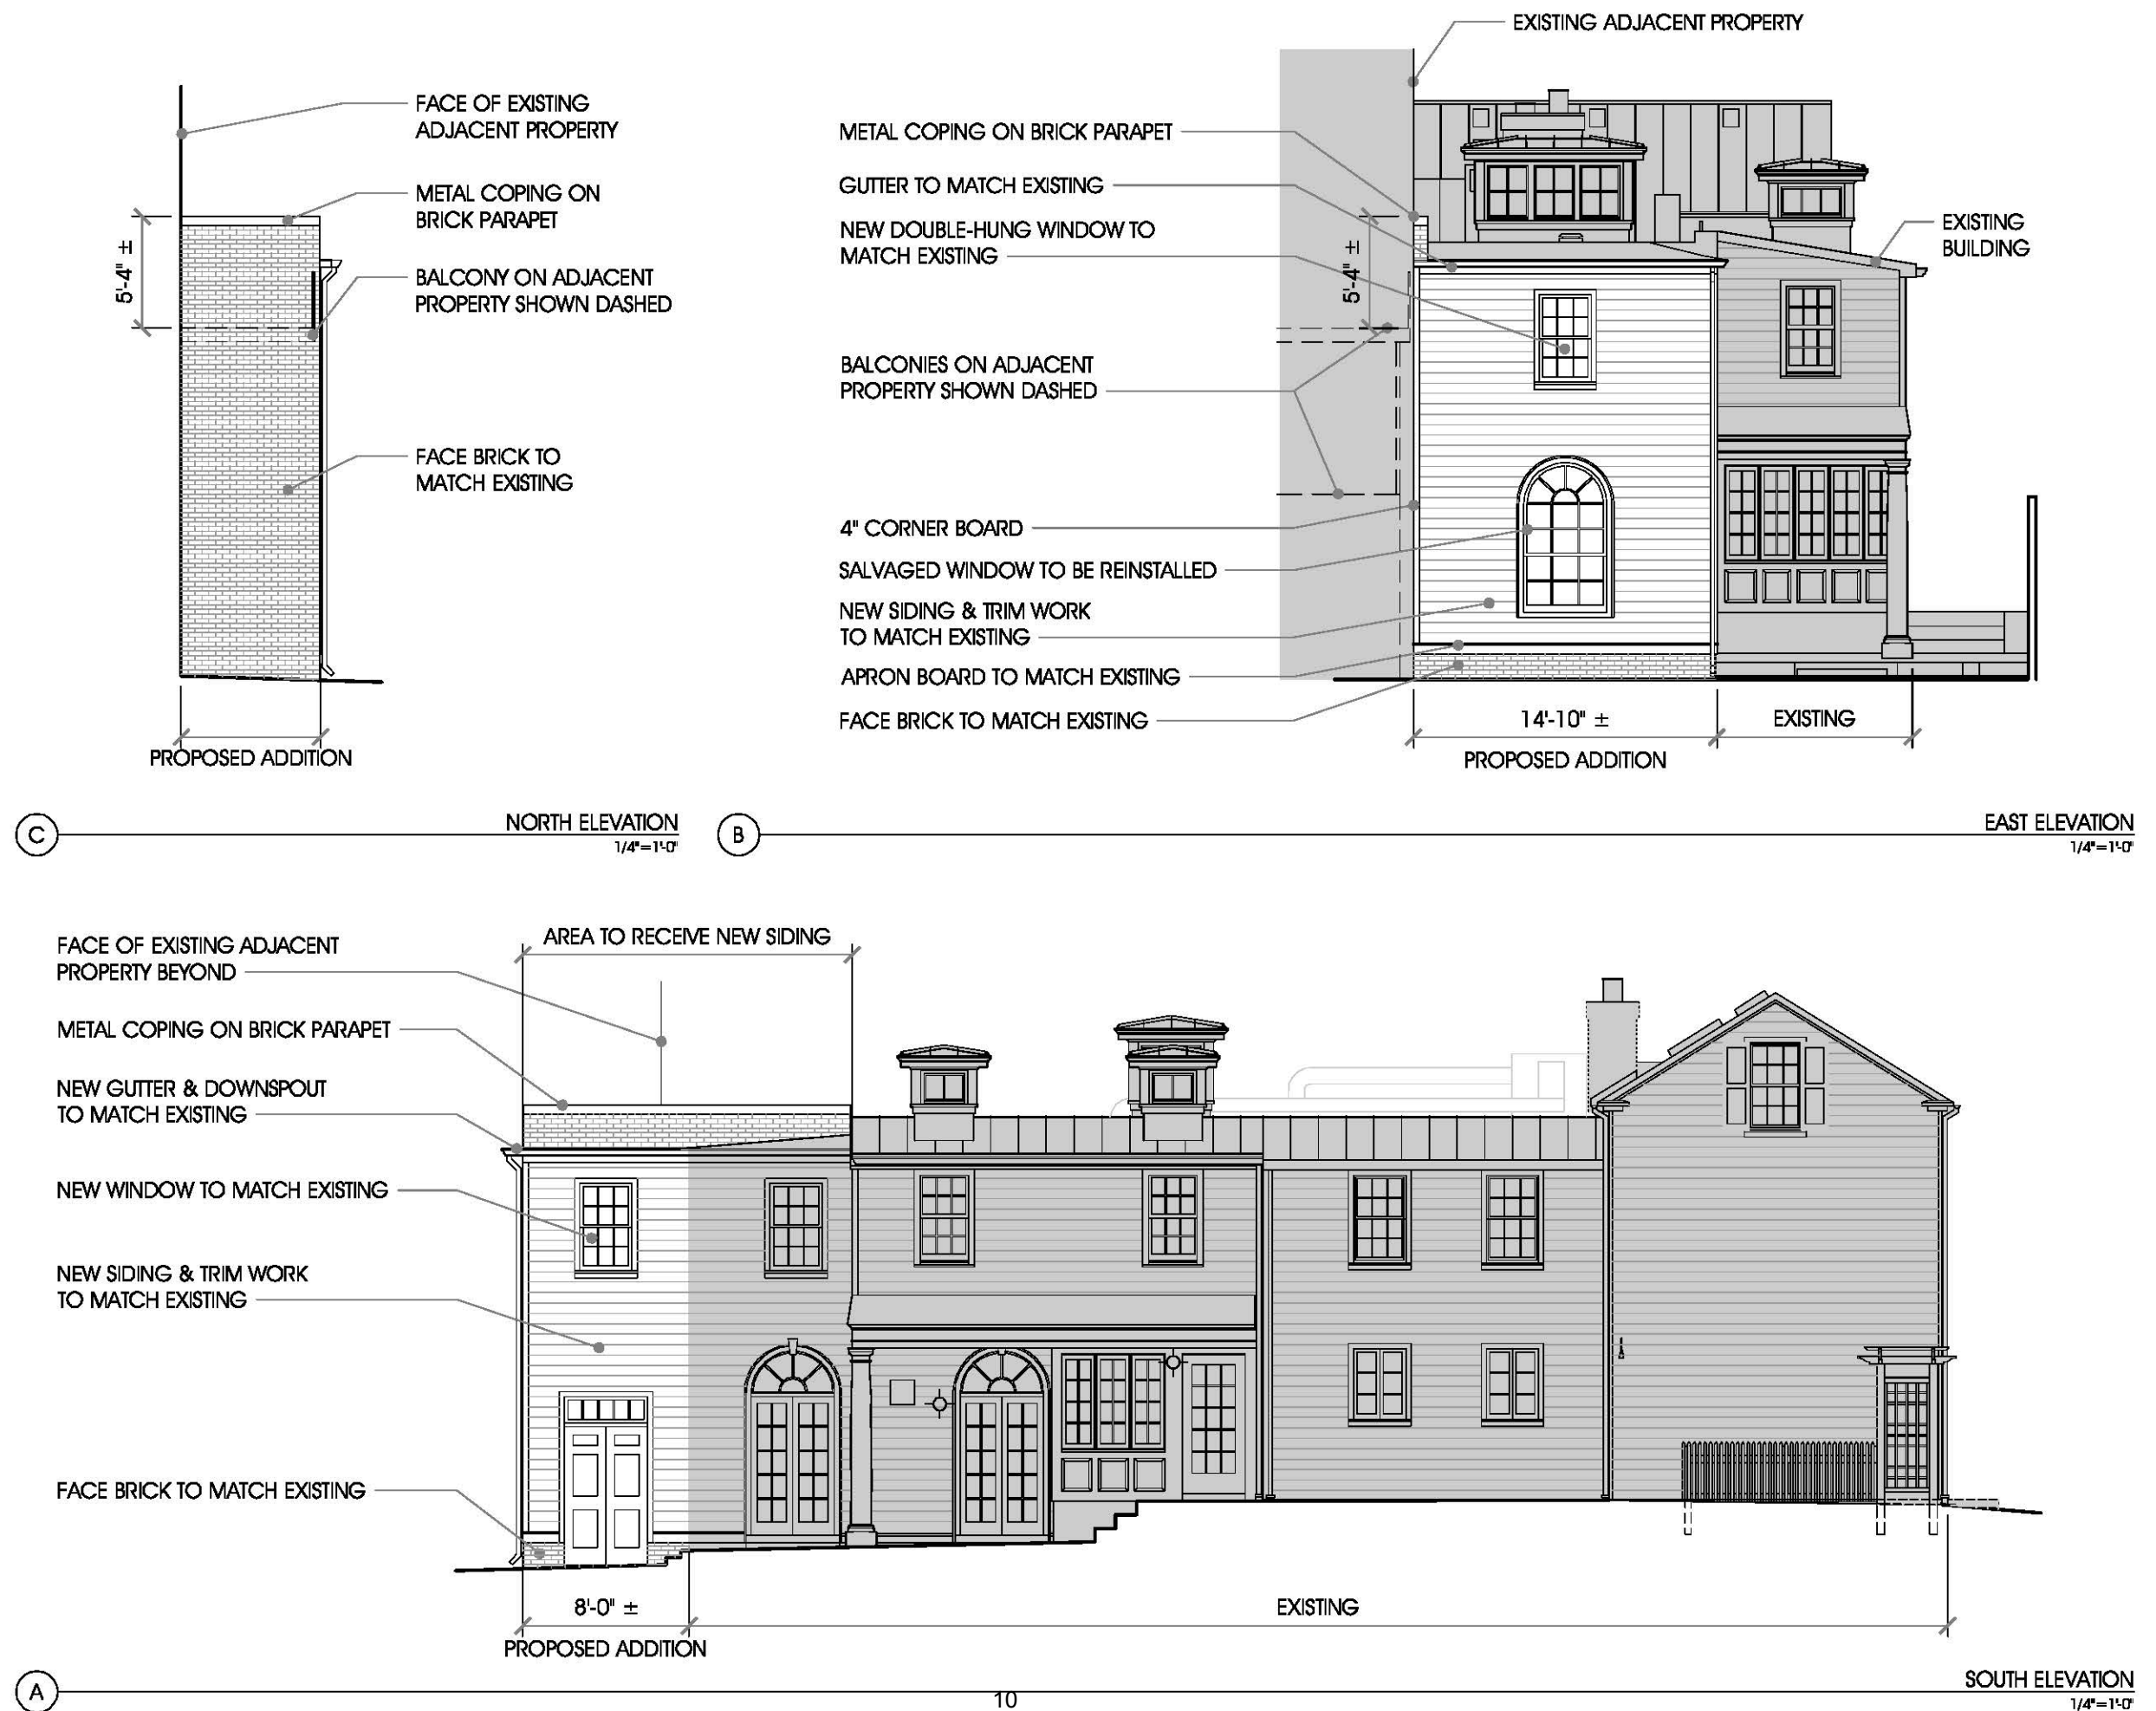 FACE OF EXISTING
ADJACENT PROPERTY
METAL COPING ON
BRICK PARAPET
5'-4" ±
BALCONY ON ADJACENT
PROPERTY SHOWN DASHED
FACE BRICK TO
MATCH EXISTING
PROPOSED ADDITION
C
NORTH ELEVATION
1/4"=1'-0"
EXISTING ADJACENT PROPERTY
METAL COPING ON BRICK PARAPET
GUTTER TO MATCH EXISTING
NEW DOUBLE-HUNG WINDOW TO
MATCH EXISTING
EXISTING
BUILDING
5'-4" ±
BALCONIES ON ADJACENT
PROPERTY SHOWN DASHED
4" CORNER BOARD
SALVAGED WINDOW TO BE REINSTALLED
NEW SIDING & TRIM WORK
TO MATCH EXISTING
APRON BOARD TO MATCH EXISTING
FACE BRICK TO MATCH EXISTING
14'-10" ±
EXISTING
PROPOSED ADDITION
B
EAST ELEVATION
1/4"=1'-0"
AREA TO RECEIVE NEW SIDING
FACE OF EXISTING ADJACENT
PROPERTY BEYOND
METAL COPING ON BRICK PARAPET
NEW GUTTER & DOWNSPOUT
TO MATCH EXISTING
NEW WINDOW TO MATCH EXISTING
NEW SIDING & TRIM WORK
TO MATCH EXISTING
FACE BRICK TO MATCH EXISTING
8'-0" ±
EXISTING
PROPOSED ADDITION
A
SOUTH ELEVATION
1/4"=1'-0"
10